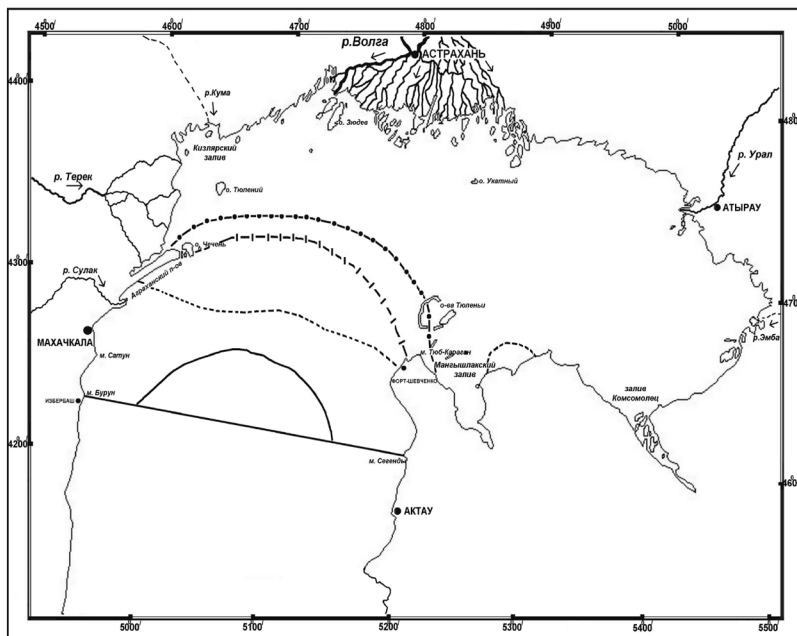 4500' 4600' 4800' 5000'
р.Волга
АСТРАХАНЬ
4400'
р.Кума
о. Зюдев
4800'
Кизлярский
залив
р. Урал
р. Терек
о. Тюлений
о. Укатный
АТЫРАУ
о. Чечень
4300'
р. Сулак
Аграханский п-ов
о-ва Тюленьи
4700'
МАХАЧКАЛА
р.Эмба
м. Сатун
м. Тюб-Караган
Мангышлакский
залив
ФОРТ-ШЕВЧЕНКО
м. Бурун
ИЗБЕРБАШ
залив
Комсомолец
4200'
м. Сегенды
4600'
АКТАУ
5000' 5100' 5200' 5300' 5400' 5500'